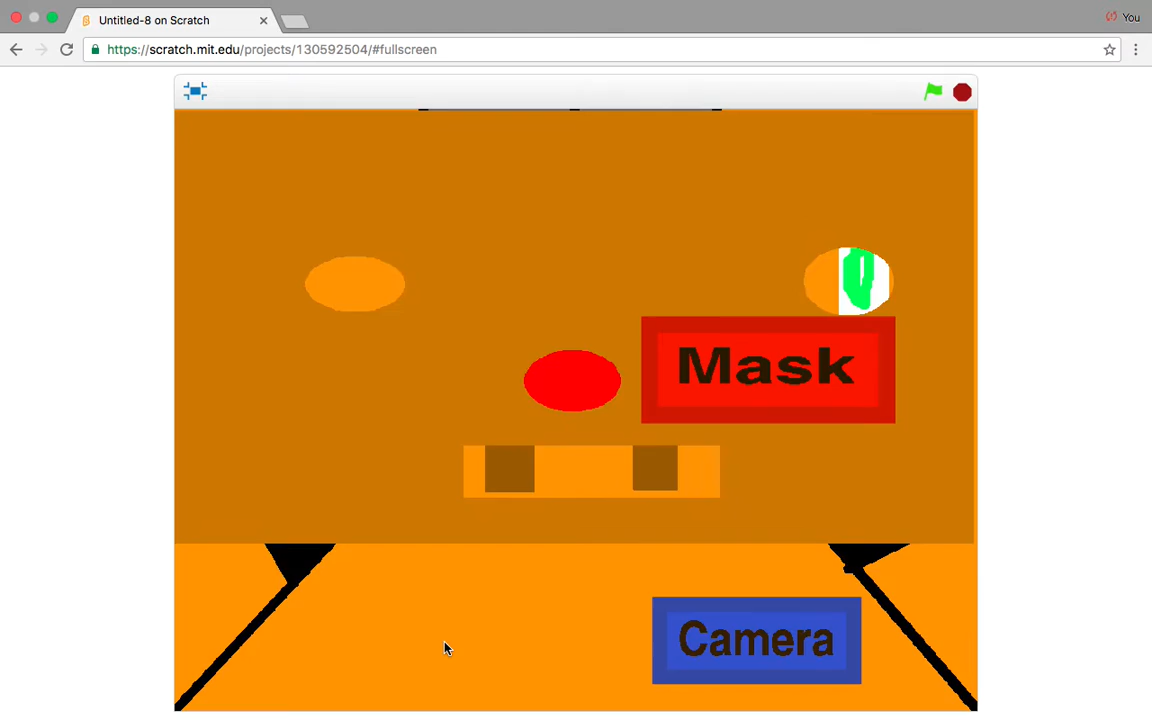 Untitled-8 on Scratch
You
https://scratch.mit.edu/projects/130592504/#fullscreen
Mask
Camera